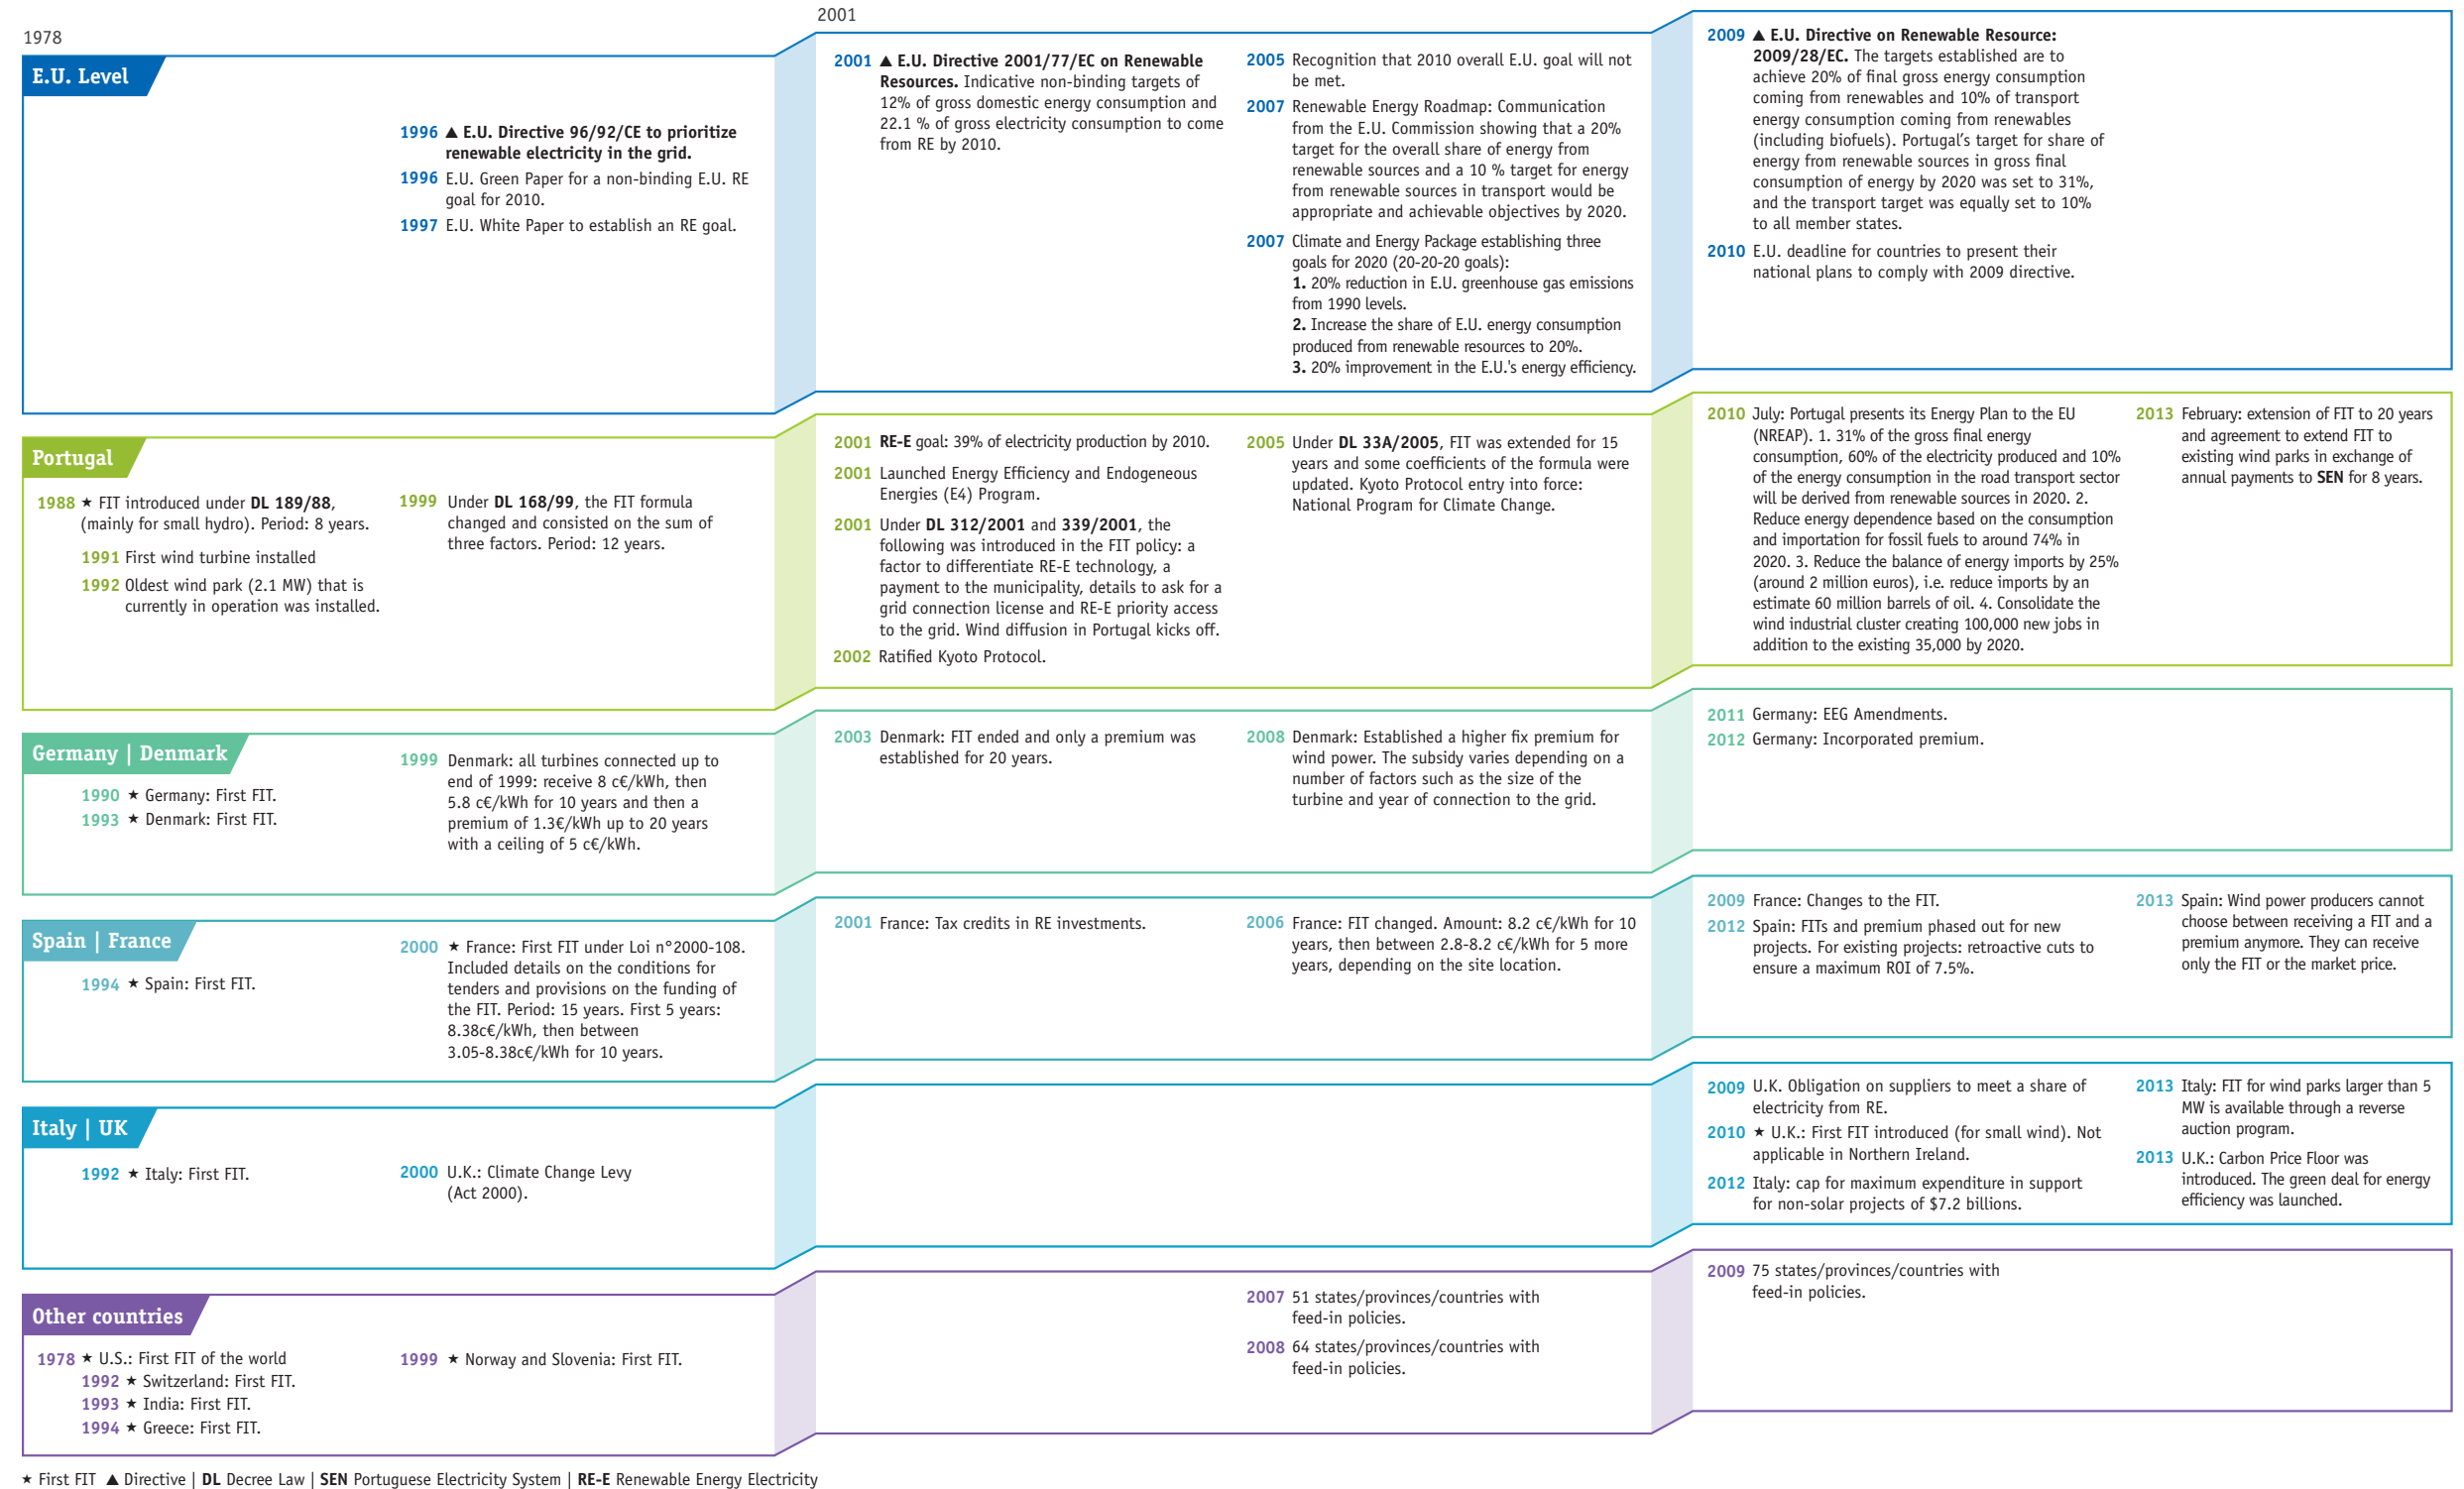 1978
2001
E.U. Level
1996 ▲ E.U. Directive 96/92/CE to prioritize
renewable electricity in the grid.
1996 E.U. Green Paper for a non-binding E.U. RE
goal for 2010.
1997 E.U. White Paper to establish an RE goal.
2001 ▲ E.U. Directive 2001/77/EC on Renewable
Resources. Indicative non-binding targets of
12% of gross domestic energy consumption and
22.1 % of gross electricity consumption to come
from RE by 2010.
2005 Recognition that 2010 overall E.U. goal will not
be met.
2007 Renewable Energy Roadmap: Communication
from the E.U. Commission showing that a 20%
target for the overall share of energy from
renewable sources and a 10 % target for energy
from renewable sources in transport would be
appropriate and achievable objectives by 2020.
2007 Climate and Energy Package establishing three
goals for 2020 (20-20-20 goals):
1. 20% reduction in E.U. greenhouse gas emissions
from 1990 levels.
2. Increase the share of E.U. energy consumption
produced from renewable resources to 20%.
3. 20% improvement in the E.U.'s energy efficiency.
2009 ▲ E.U. Directive on Renewable Resource:
2009/28/EC. The targets established are to
achieve 20% of final gross energy consumption
coming from renewables and 10% of transport
energy consumption coming from renewables
(including biofuels). Portugal’s target for share of
energy from renewable sources in gross final
consumption of energy by 2020 was set to 31%,
and the transport target was equally set to 10%
to all member states.
2010 E.U. deadline for countries to present their
national plans to comply with 2009 directive.
Portugal
1988 ★ FIT introduced under DL 189/88,
(mainly for small hydro). Period: 8 years.
1991 First wind turbine installed
1992 Oldest wind park (2.1 MW) that is
currently in operation was installed.
1999 Under DL 168/99, the FIT formula
changed and consisted on the sum of
three factors. Period: 12 years.
2001 RE-E goal: 39% of electricity production by 2010.
2001 Launched Energy Efficiency and Endogeneous
Energies (E4) Program.
2001 Under DL 312/2001 and 339/2001, the
following was introduced in the FIT policy: a
factor to differentiate RE-E technology, a
payment to the municipality, details to ask for a
grid connection license and RE-E priority access
to the grid. Wind diffusion in Portugal kicks off.
2002 Ratified Kyoto Protocol.
2005 Under DL 33A/2005, FIT was extended for 15
years and some coefficients of the formula were
updated. Kyoto Protocol entry into force:
National Program for Climate Change.
2010 July: Portugal presents its Energy Plan to the EU
(NREAP). 1. 31% of the gross final energy
consumption, 60% of the electricity produced and 10%
of the energy consumption in the road transport sector
will be derived from renewable sources in 2020. 2.
Reduce energy dependence based on the consumption
and importation for fossil fuels to around 74% in
2020. 3. Reduce the balance of energy imports by 25%
(around 2 million euros), i.e. reduce imports by an
estimate 60 million barrels of oil. 4. Consolidate the
wind industrial cluster creating 100,000 new jobs in
addition to the existing 35,000 by 2020.
2013 February: extension of FIT to 20 years
and agreement to extend FIT to
existing wind parks in exchange of
annual payments to SEN for 8 years.
Germany | Denmark
1990 ★ Germany: First FIT.
1993 ★ Denmark: First FIT.
1999 Denmark: all turbines connected up to
end of 1999: receive 8 c€/kWh, then
5.8 c€/kWh for 10 years and then a
premium of 1.3€/kWh up to 20 years
with a ceiling of 5 c€/kWh.
2003 Denmark: FIT ended and only a premium was
established for 20 years.
2008 Denmark: Established a higher fix premium for
wind power. The subsidy varies depending on a
number of factors such as the size of the
turbine and year of connection to the grid.
2011 Germany: EEG Amendments.
2012 Germany: Incorporated premium.
Spain | France
1994 ★ Spain: First FIT.
2000 ★ France: First FIT under Loi n°2000-108.
Included details on the conditions for
tenders and provisions on the funding of
the FIT. Period: 15 years. First 5 years:
8.38c€/kWh, then between
3.05-8.38c€/kWh for 10 years.
2001 France: Tax credits in RE investments.
2006 France: FIT changed. Amount: 8.2 c€/kWh for 10
years, then between 2.8-8.2 c€/kWh for 5 more
years, depending on the site location.
2009 France: Changes to the FIT.
2012 Spain: FITs and premium phased out for new
projects. For existing projects: retroactive cuts to
ensure a maximum ROI of 7.5%.
2013 Spain: Wind power producers cannot
choose between receiving a FIT and a
premium anymore. They can receive
only the FIT or the market price.
Italy | UK
1992 ★ Italy: First FIT.
2000 U.K.: Climate Change Levy
(Act 2000).
2009 U.K. Obligation on suppliers to meet a share of
electricity from RE.
2010 ★ U.K.: First FIT introduced (for small wind). Not
applicable in Northern Ireland.
2012 Italy: cap for maximum expenditure in support
for non-solar projects of $7.2 billions.
2013 Italy: FIT for wind parks larger than 5
MW is available through a reverse
auction program.
2013 U.K.: Carbon Price Floor was
introduced. The green deal for energy
efficiency was launched.
Other countries
1978 ★ U.S.: First FIT of the world
1992 ★ Switzerland: First FIT.
1993 ★ India: First FIT.
1994 ★ Greece: First FIT.
1999 ★ Norway and Slovenia: First FIT.
2007 51 states/provinces/countries with
feed-in policies.
2008 64 states/provinces/countries with
feed-in policies.
2009 75 states/provinces/countries with
feed-in policies.
★ First FIT ▲ Directive | DL Decree Law | SEN Portuguese Electricity System | RE-E Renewable Energy Electricity